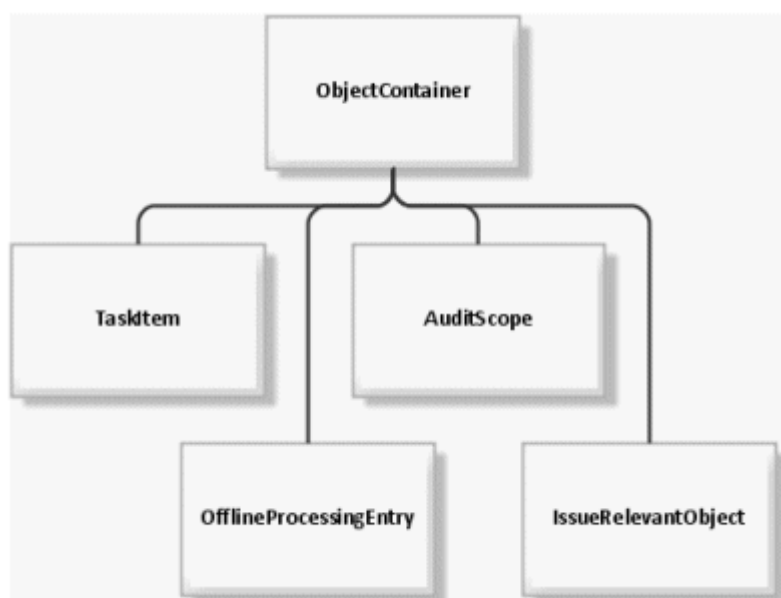 ObjectContainer
TaskItem
AuditScope
OfflineProcessingEntry
IssueRelevantObject